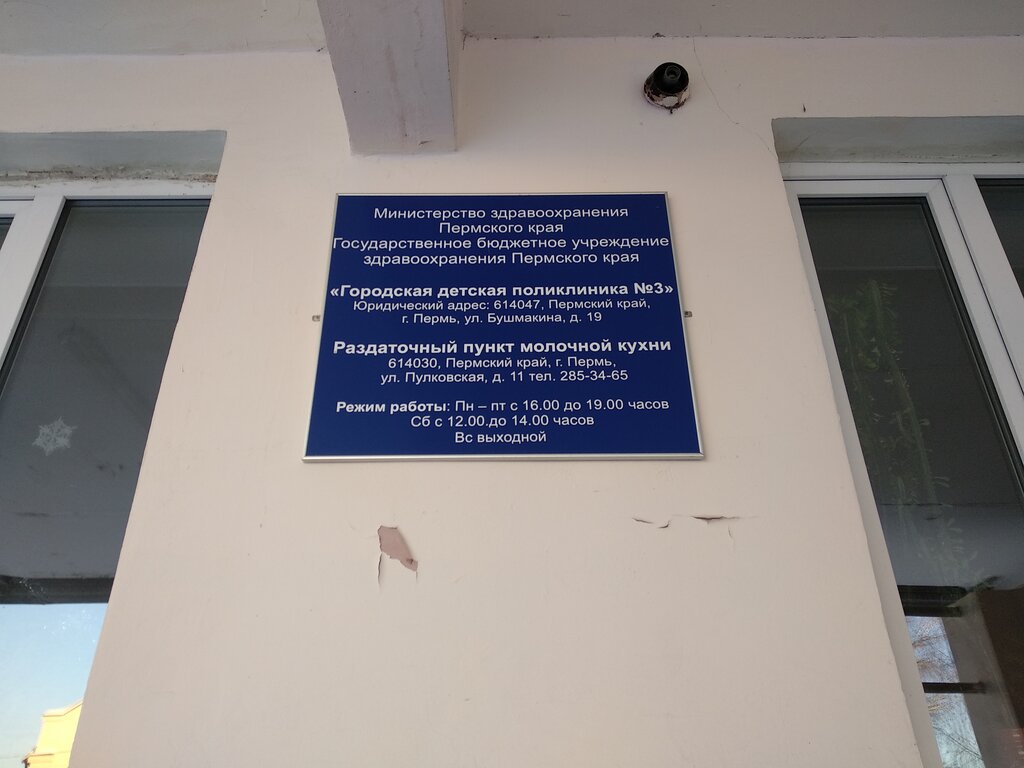 Министерство здравоохранения
Пермского края
Государственное бюджетное учреждение
здравоохранения Пермского края
«Городская детская поликлиника №3»
Юридический адрес: 614047, Пермский край,
г. Пермь, ул. Бушмакина, д. 19
Раздаточный пункт молочной кухни
614030, Пермский край, г. Пермь,
ул. Пулковская, д. 11 тел. 285-34-65
Режим работы: Пн – пт с 16.00 до 19.00 часов
Сб с 12.00.до 14.00 часов
Вс выходной